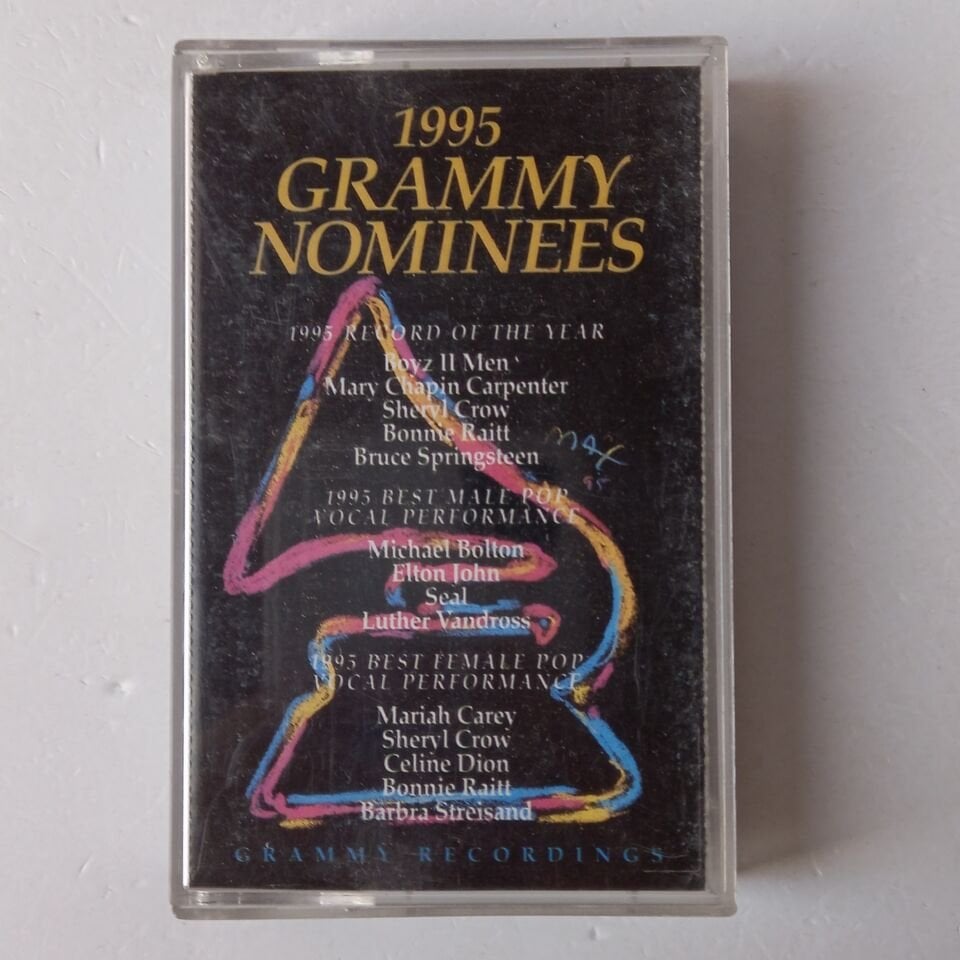 1995
GRAMMY
NOMINEES
1995 RECORD OF THE YEAR
Boyz II Men
Mary Chapin Carpenter
Sheryl Crow
Bonnie Raitt
Bruce Springsteen
MAX
95
1995 BEST MALE POP
VOCAL PERFORMANCE
Michael Bolton
Elton John
Seal
Luther Vandross
1995 BEST FEMALE POP
VOCAL PERFORMANCE
Mariah Carey
Sheryl Crow
Celine Dion
Bonnie Raitt
Barbra Streisand
GRAMMY RECORDINGS